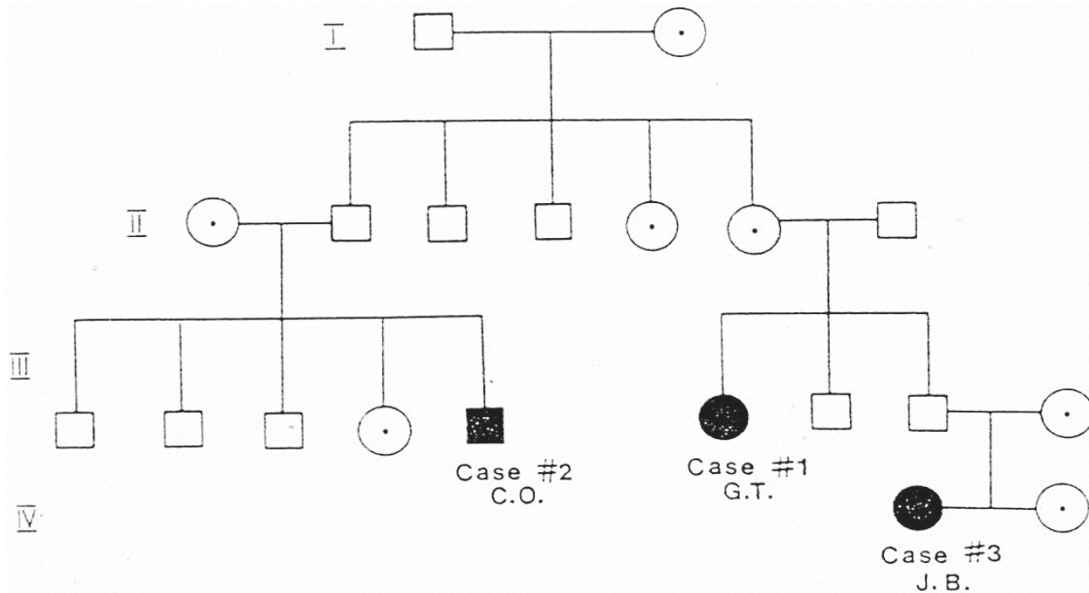 I
II
III
Case #2
C.O.
Case #1
G.T.
IV
Case #3
J.B.